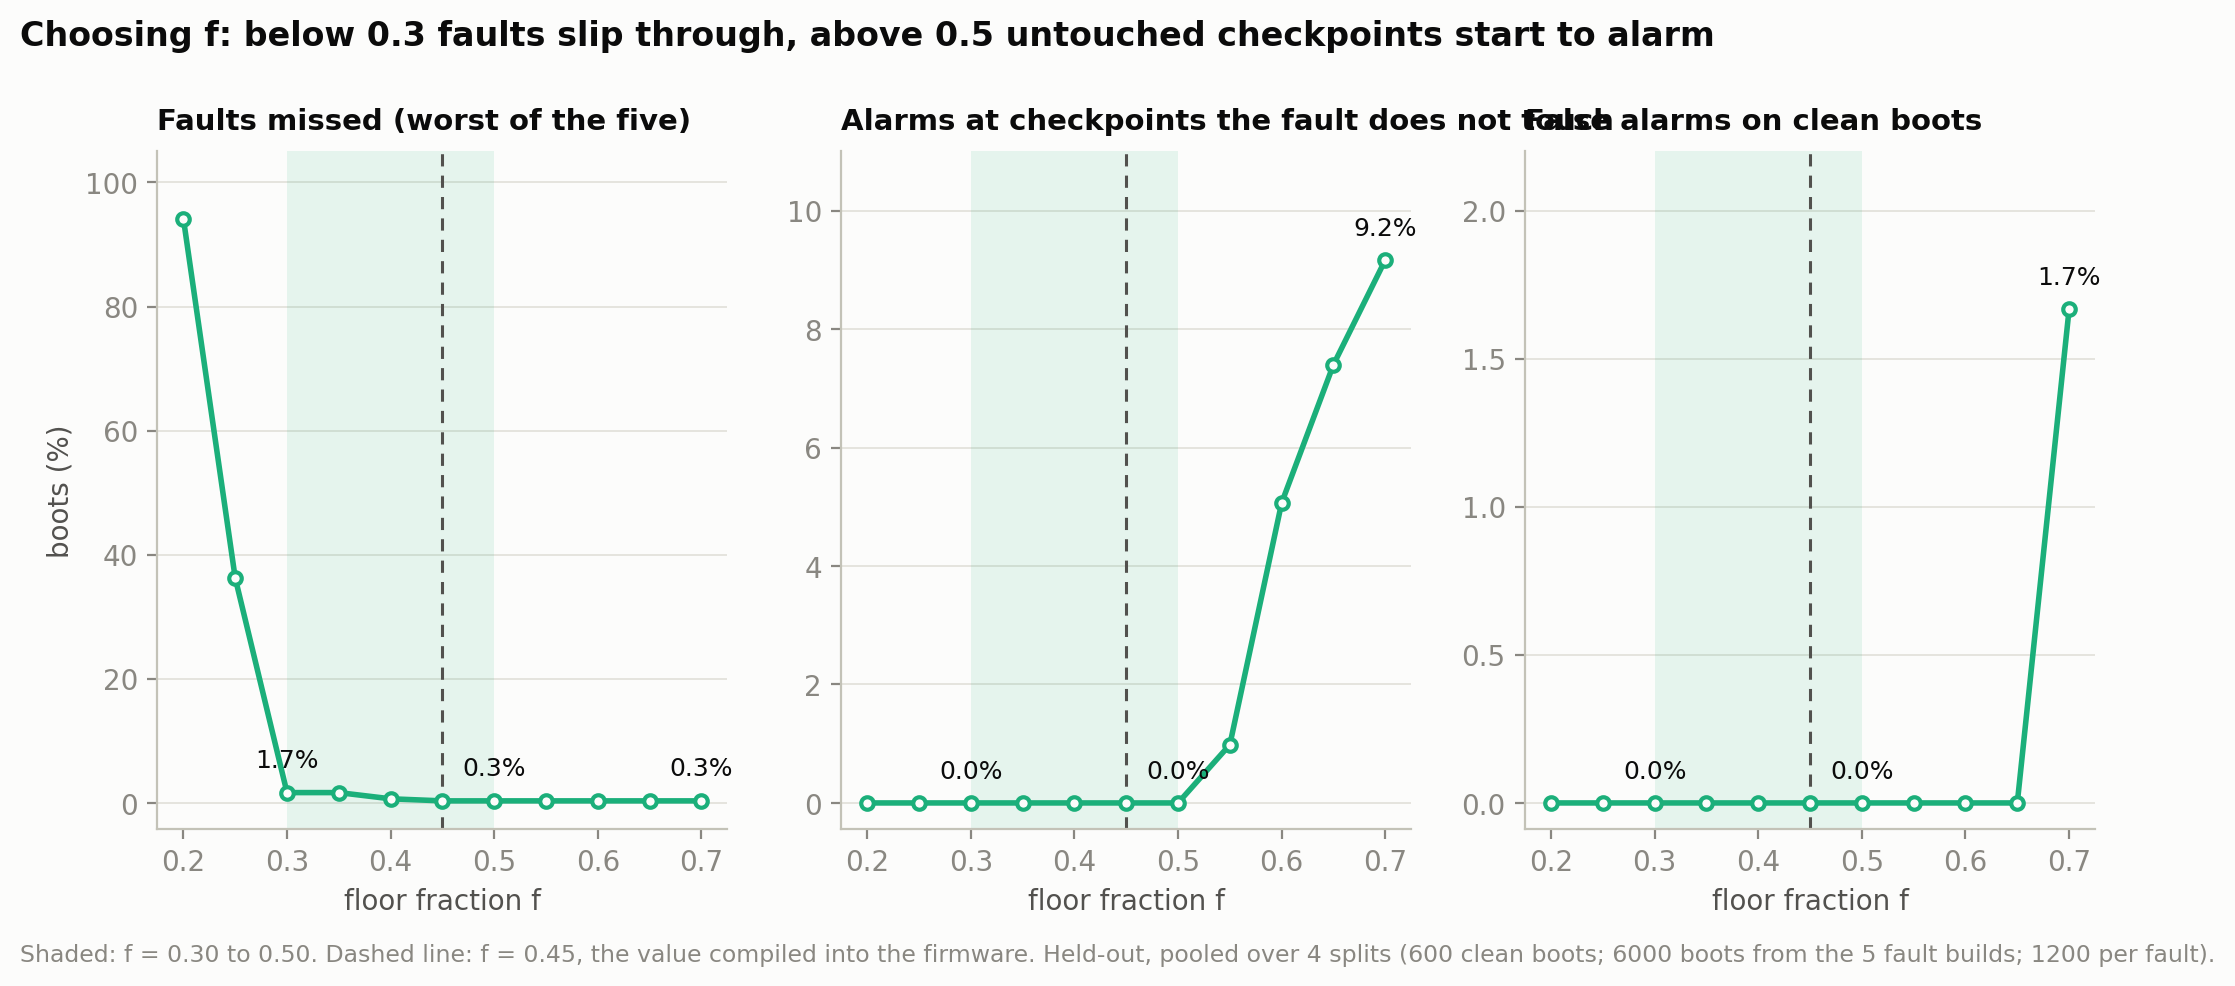 Choosing f: below 0.3 faults slip through, above 0.5 untouched checkpoints start to alarm
Faults missed (worst of the five)
boots (%)
100
80
60
40
20
0
1.7%
0.3%
0.3%
0.2 0.3 0.4 0.5 0.6 0.7
floor fraction f
Alarms at checkpoints the fault does not touch
10
8
6
4
2
0
0.0%
0.0%
9.2%
0.2 0.3 0.4 0.5 0.6 0.7
floor fraction f
False alarms on clean boots
2.0
1.5
1.0
0.5
0.0
0.0%
0.0%
1.7%
0.2 0.3 0.4 0.5 0.6 0.7
floor fraction f
Shaded: f = 0.30 to 0.50. Dashed line: f = 0.45, the value compiled into the firmware. Held-out, pooled over 4 splits (600 clean boots; 6000 boots from the 5 fault builds; 1200 per fault).